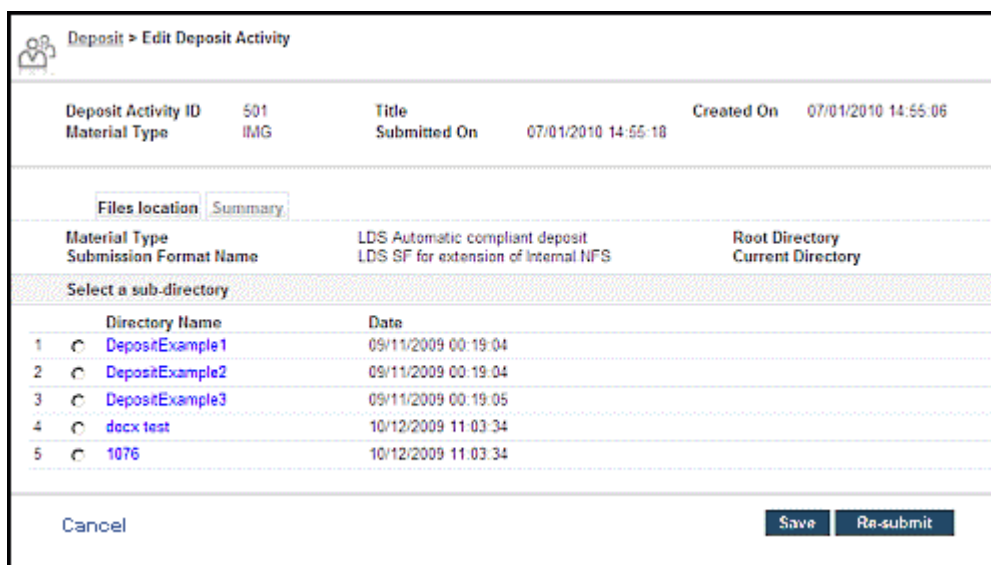 Deposit > Edit Deposit Activity
Deposit Activity ID 501 Title Created On 07/01/2010 14:55:06
Material Type IMG Submitted On 07/01/2010 14:55:18
Files location Summary
Material Type LDS Automatic compliant deposit Root Directory
Submission Format Name LDS SF for extension of Internal NFS Current Directory
Select a sub-directory
Directory Name Date
1 DepositExample1 09/11/2009 00:19:04
2 DepositExample2 09/11/2009 00:19:04
3 DepositExample3 09/11/2009 00:19:05
4 docx test 10/12/2009 11:03:34
5 1076 10/12/2009 11:03:34
Cancel Save Re-submit